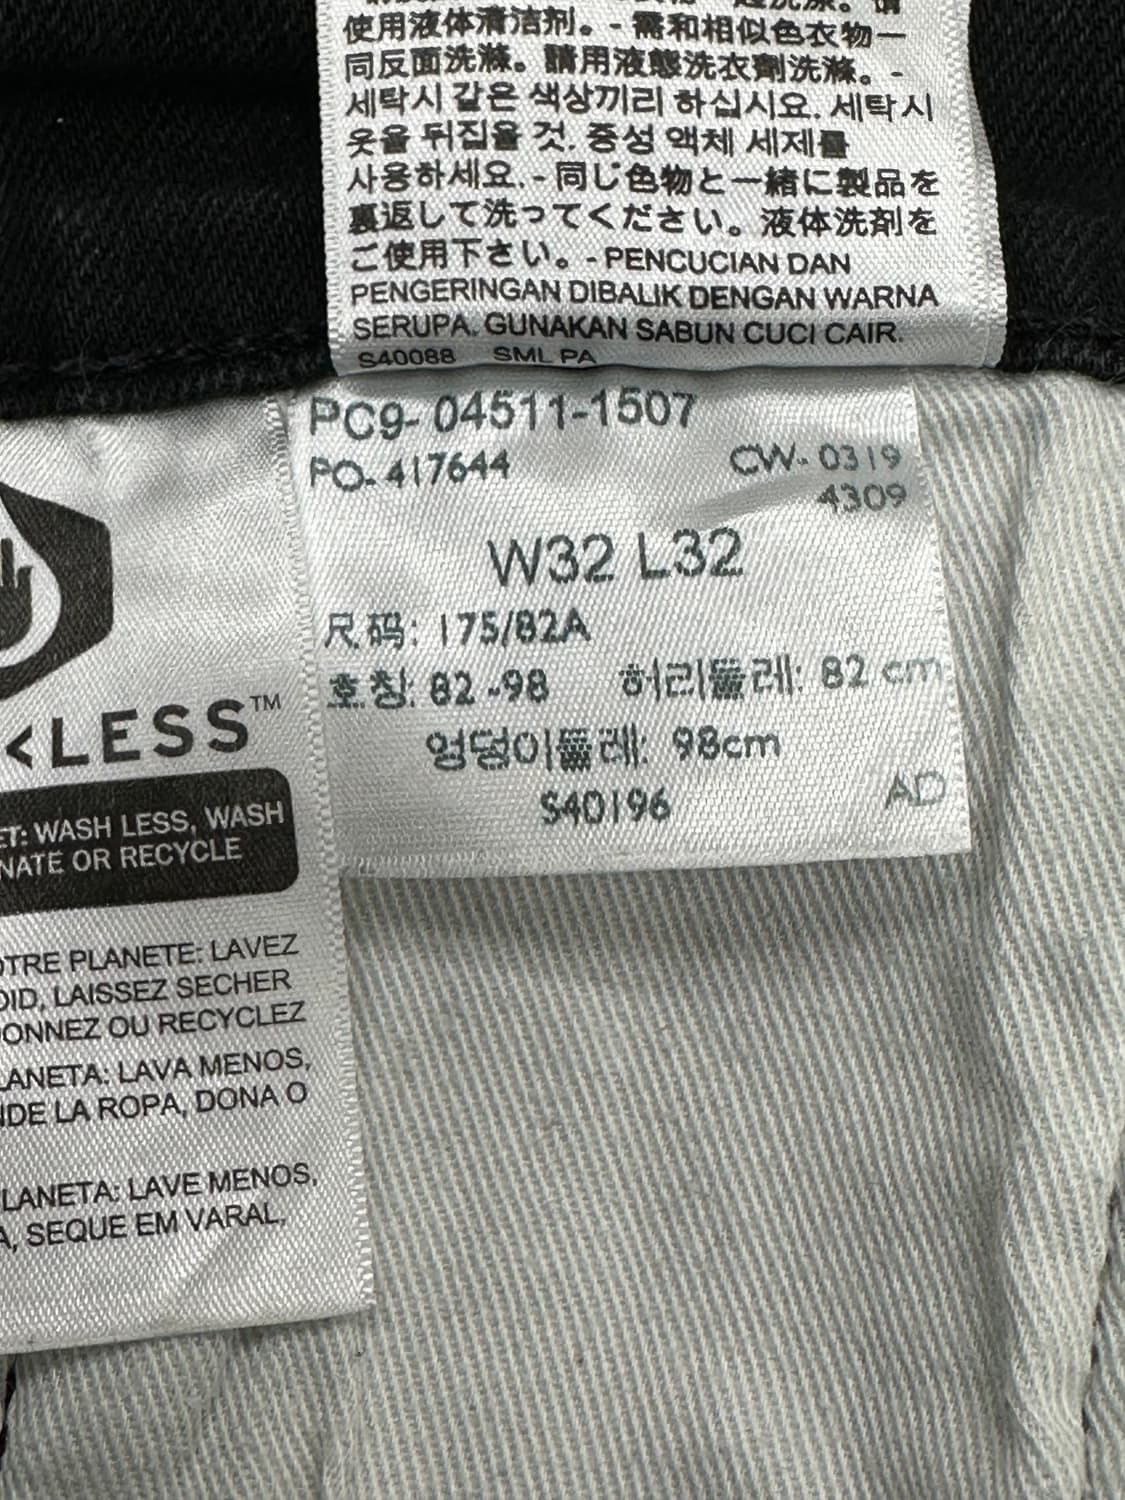 使用液体清洁剂。- 需和相似色衣物一
同反面洗滌。請用液態洗衣劑洗滌。-
세탁시 같은 색상끼리 하십시요. 세탁시
옷을 뒤집을 것. 중성 액체 세제를
사용하세요. - 同じ色物と一緒に製品を
裏返して洗ってください。液体洗剤を
ご使用下さい。- PENCUCIAN DAN
PENGERINGAN DIBALIK DENGAN WARNA
SERUPA. GUNAKAN SABUN CUCI CAIR.
S40088 SML PA
PC9- 04511-1507
PO- 417644 CW- 0319
4309
W32 L32
尺码: 175/82A
호칭: 82 -98 허리둘레: 82 cm
엉덩이둘레: 98cm
S40196 AD
<LESS™
ET: WASH LESS, WASH
NATE OR RECYCLE
OTRE PLANETE: LAVEZ
OID, LAISSEZ SECHER
DONNEZ OU RECYCLEZ
LANETA: LAVA MENOS,
NDE LA ROPA, DONA O
LANETA: LAVE MENOS,
A, SEQUE EM VARAL,